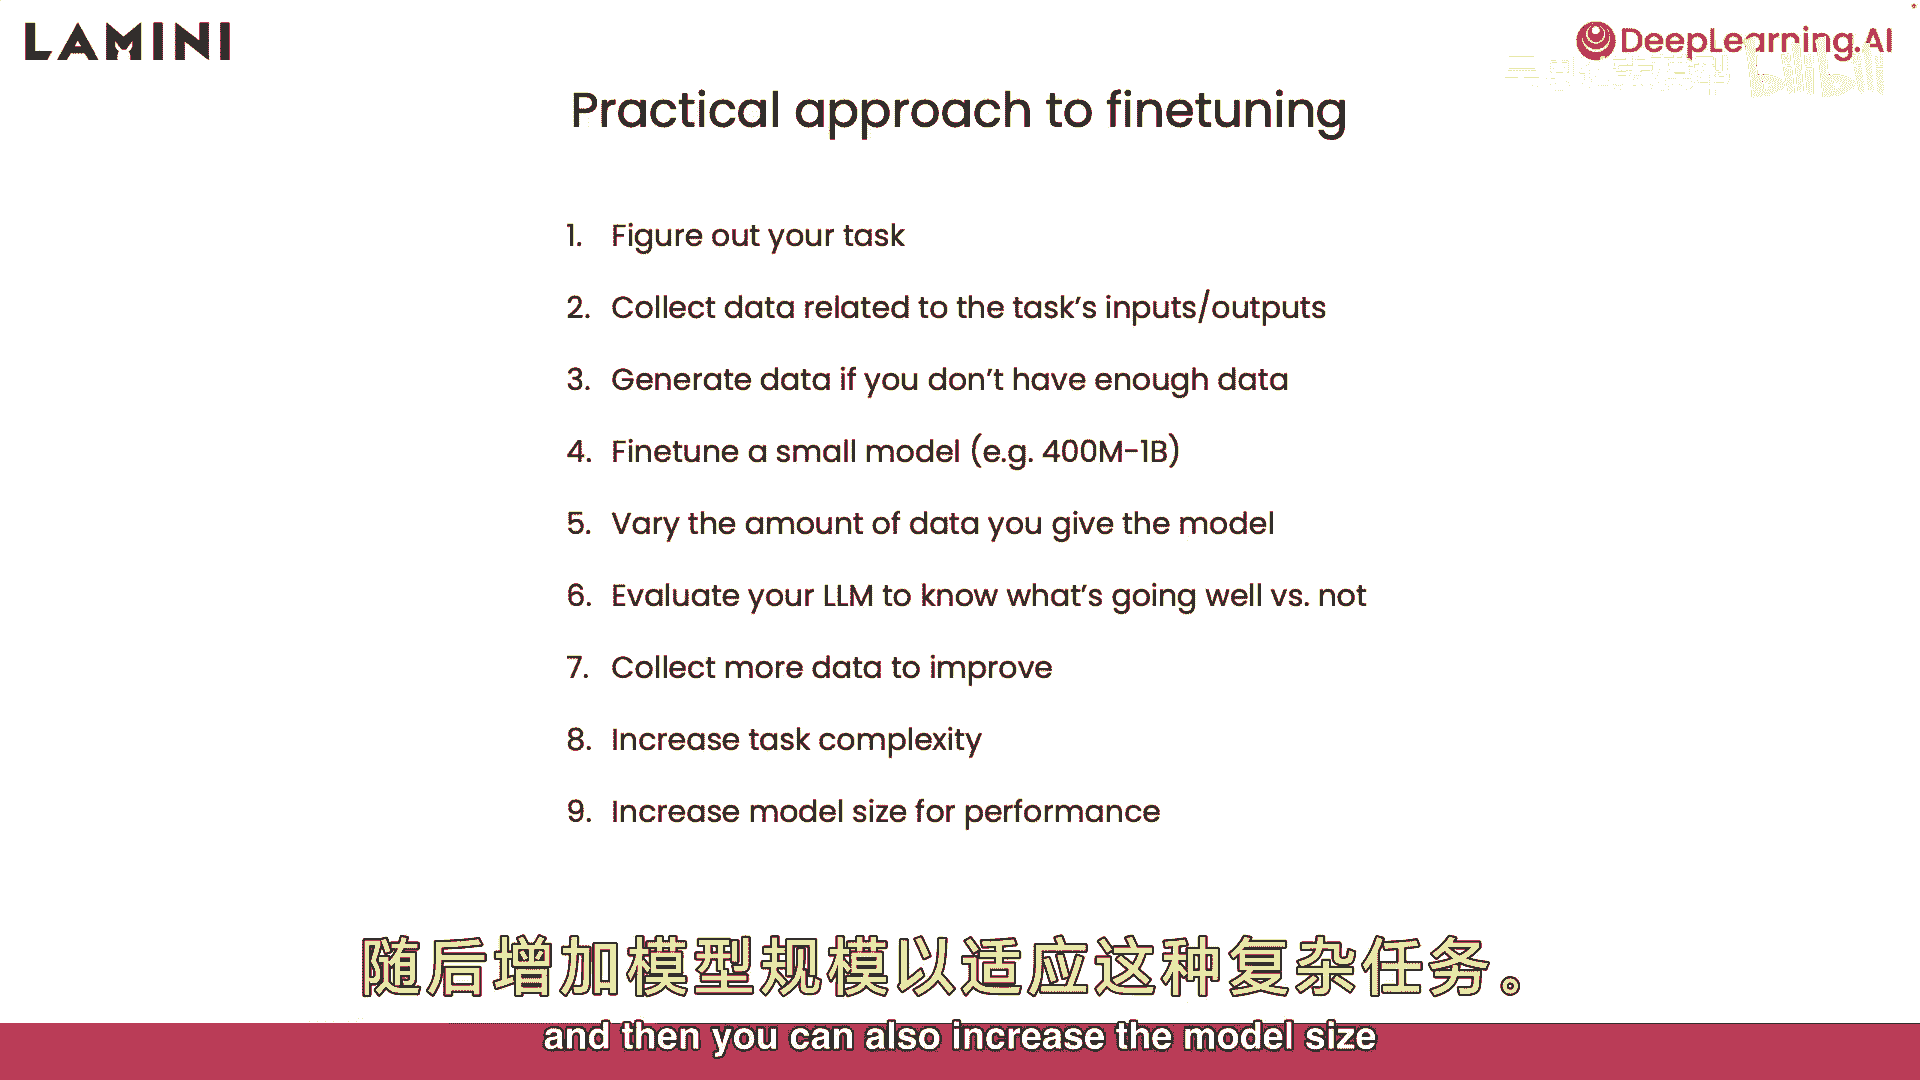 LAMINI
DeepLearning.AI
Practical approach to finetuning
1. Figure out your task
2. Collect data related to the task's inputs/outputs
3. Generate data if you don't have enough data
4. Finetune a small model (e.g. 400M-1B)
5. Vary the amount of data you give the model
6. Evaluate your LLM to know what's going well vs. not
7. Collect more data to improve
8. Increase task complexity
9. Increase model size for performance
随后增加模型规模以适应这种复杂任务。
and then you can also increase the model size